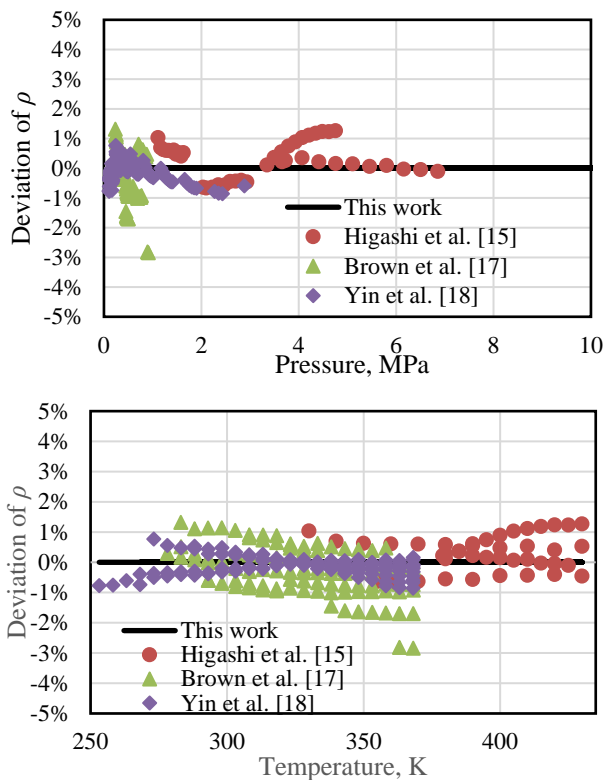 5%
4%
3%
2%
1%
0%
-1%
-2%
-3%
-4%
-5%
Deviation of ρ
This work
Higashi et al. [15]
Brown et al. [17]
Yin et al. [18]
0 2 4 6 8 10
Pressure, MPa
5%
4%
3%
2%
1%
0%
-1%
-2%
-3%
-4%
-5%
Deviation of ρ
This work
Higashi et al. [15]
Brown et al. [17]
Yin et al. [18]
250 300 350 400
Temperature, K